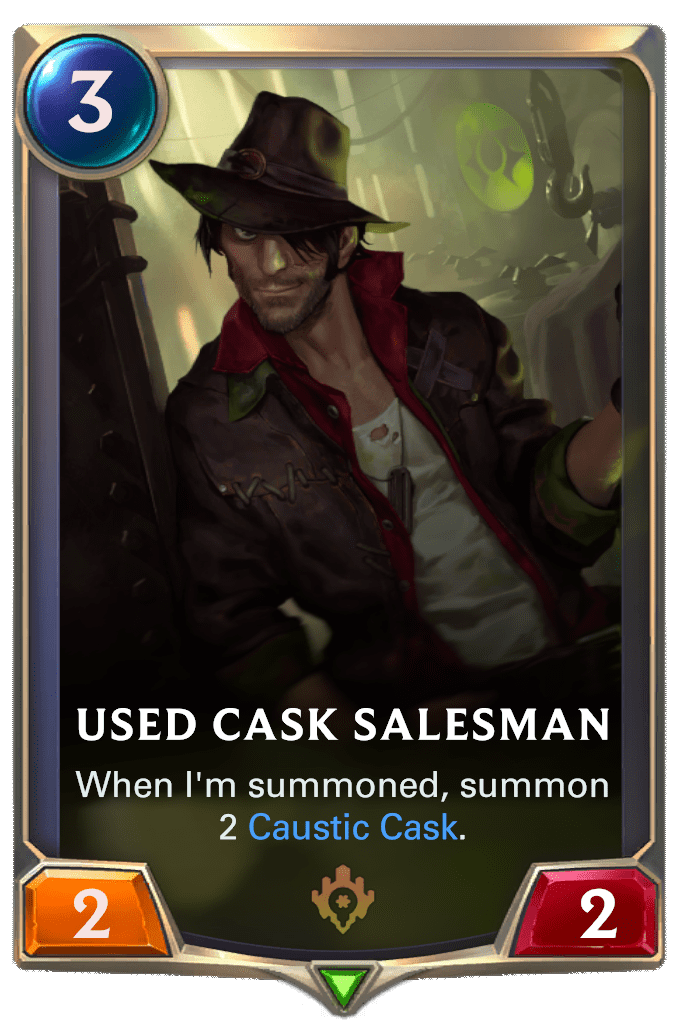 3
USED CASK SALESMAN
When I'm summoned, summon
2 Caustic Cask.
2
2